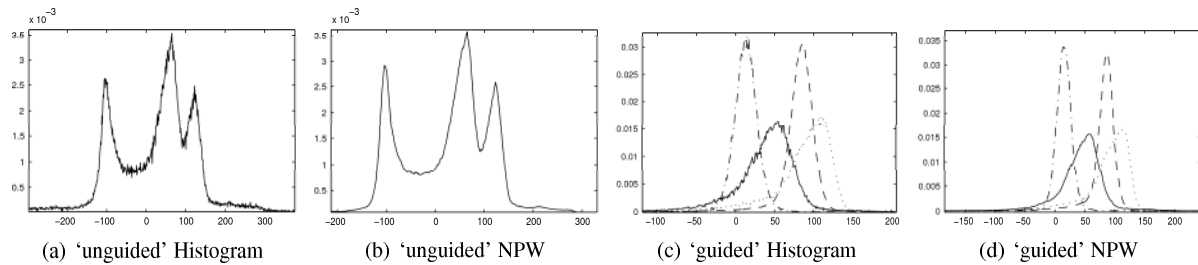 x 10⁻³
3.5
3
2.5
2
1.5
1
0.5
−200 −100 0 100 200 300
(a) ‘unguided’ Histogram
x 10⁻³
3.5
3
2.5
2
1.5
1
0.5
−200 −100 0 100 200 300
(b) ‘unguided’ NPW
0.03
0.025
0.02
0.015
0.01
0.005
0
−100 −50 0 50 100 150 200
(c) ‘guided’ Histogram
0.035
0.03
0.025
0.02
0.015
0.01
0.005
0
−150 −100 −50 0 50 100 150 200
(d) ‘guided’ NPW